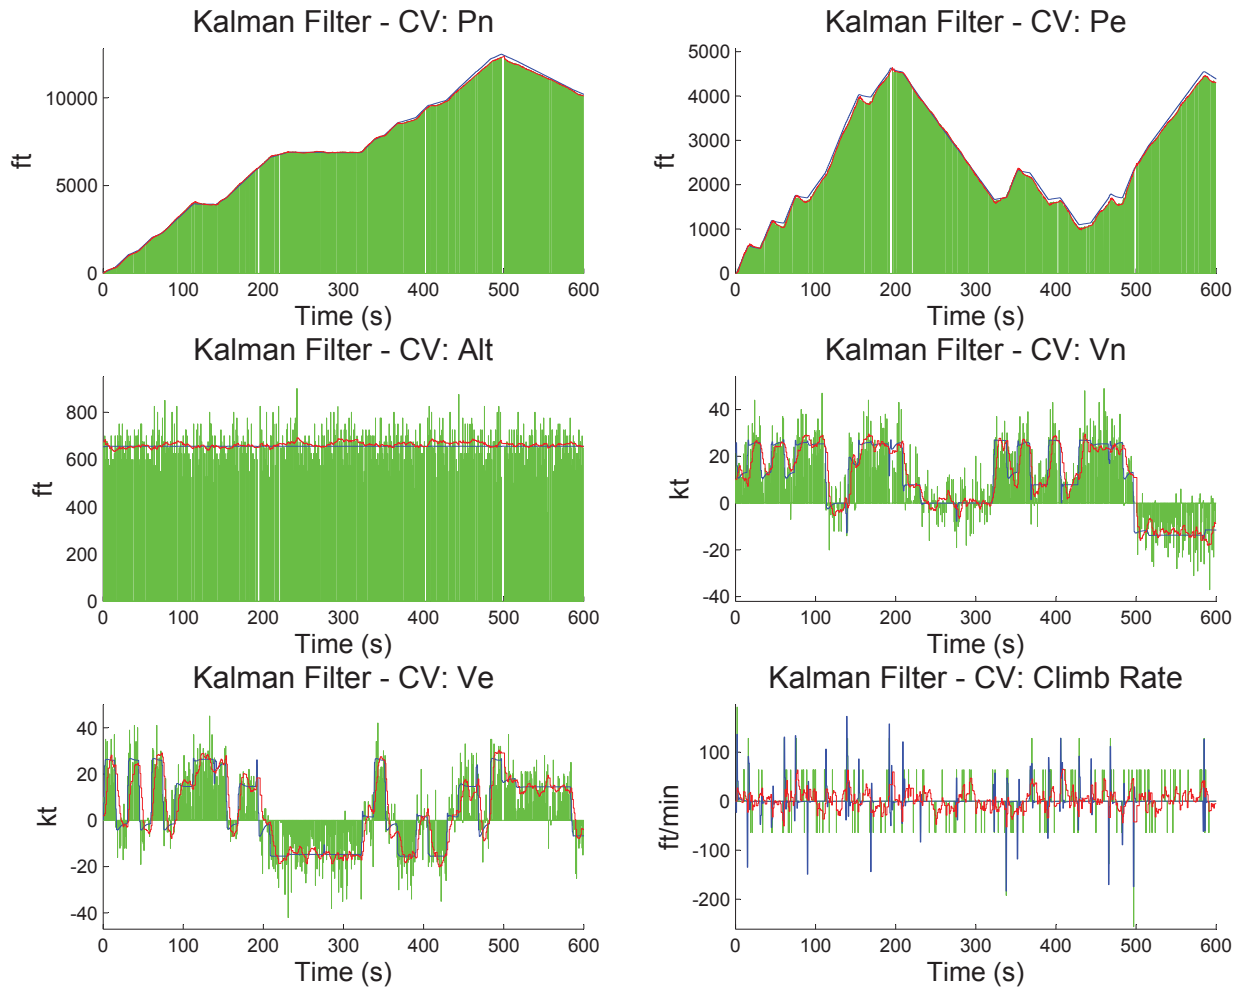 Kalman Filter - CV: Pn
ft
10000
5000
0
0 100 200 300 400 500 600
Time (s)
Kalman Filter - CV: Pe
ft
5000
4000
3000
2000
1000
0
0 100 200 300 400 500 600
Time (s)
Kalman Filter - CV: Alt
ft
800
600
400
200
0
0 100 200 300 400 500 600
Time (s)
Kalman Filter - CV: Vn
kt
40
20
0
-20
-40
0 100 200 300 400 500 600
Time (s)
Kalman Filter - CV: Ve
kt
40
20
0
-20
-40
0 100 200 300 400 500 600
Time (s)
Kalman Filter - CV: Climb Rate
ft/min
100
0
-100
-200
0 100 200 300 400 500 600
Time (s)